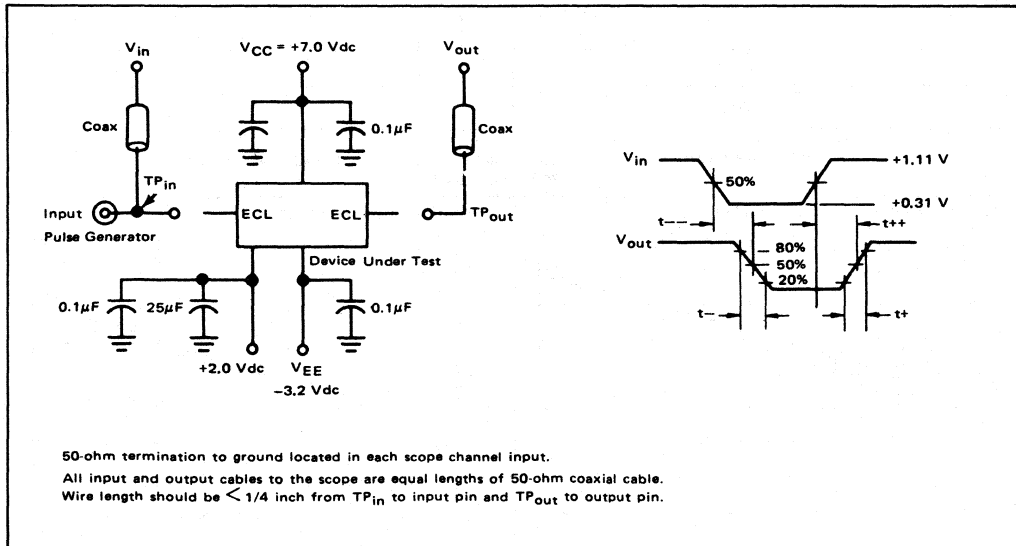 Vin
VCC = +7.0 Vdc
Vout
Coax
0.1µF
Coax
TPin
Input
Pulse Generator
ECL
ECL
TPout
Device Under Test
0.1µF
25µF
0.1µF
+2.0 Vdc
VEE
−3.2 Vdc
Vin
+1.11 V
50%
+0.31 V
t−−
t++
Vout
80%
50%
20%
t−
t+
50-ohm termination to ground located in each scope channel input.
All input and output cables to the scope are equal lengths of 50-ohm coaxial cable.
Wire length should be < 1/4 inch from TPin to input pin and TPout to output pin.